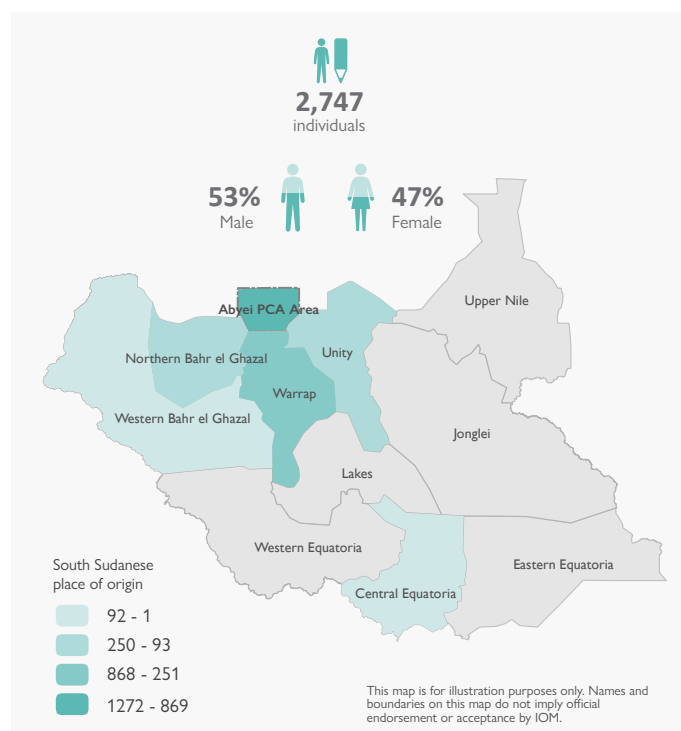 2,747
individuals
53%
Male
47%
Female
Upper Nile
Abyei PCA Area
Northern Bahr el Ghazal
Unity
Warrap
Western Bahr el Ghazal
Jonglei
Lakes
Western Equatoria
Eastern Equatoria
Central Equatoria
South Sudanese
place of origin
92 - 1
250 - 93
868 - 251
1272 - 869
This map is for illustration purposes only. Names and
boundaries on this map do not imply official
endorsement or acceptance by IOM.